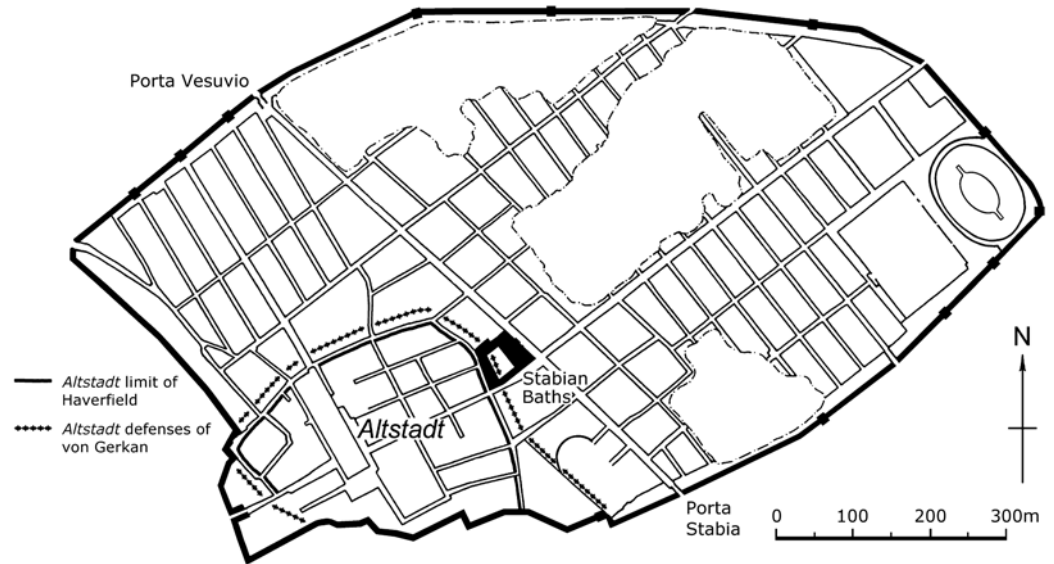 Porta Vesuvio
N
Altstadt limit of
Haverfield
Altstadt defenses of
von Gerkan
Stabian
Baths
Altstadt
Porta
Stabia
0 100 200 300m